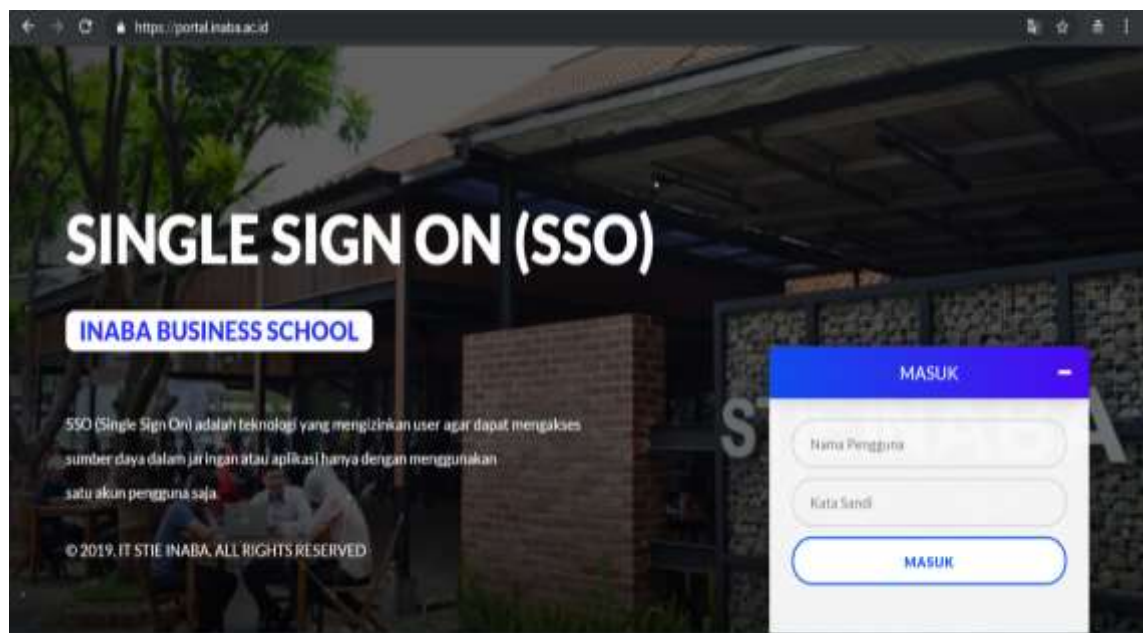 https://portal.inaba.ac.id
SINGLE SIGN ON (SSO)
INABA BUSINESS SCHOOL
SSO (Single Sign On) adalah teknologi yang mengizinkan user agar dapat mengakses
sumber daya dalam jaringan atau aplikasi hanya dengan menggunakan
satu akun pengguna saja.
© 2019. IT STIE INABA. ALL RIGHTS RESERVED
MASUK
Nama Pengguna
Kata Sandi
MASUK